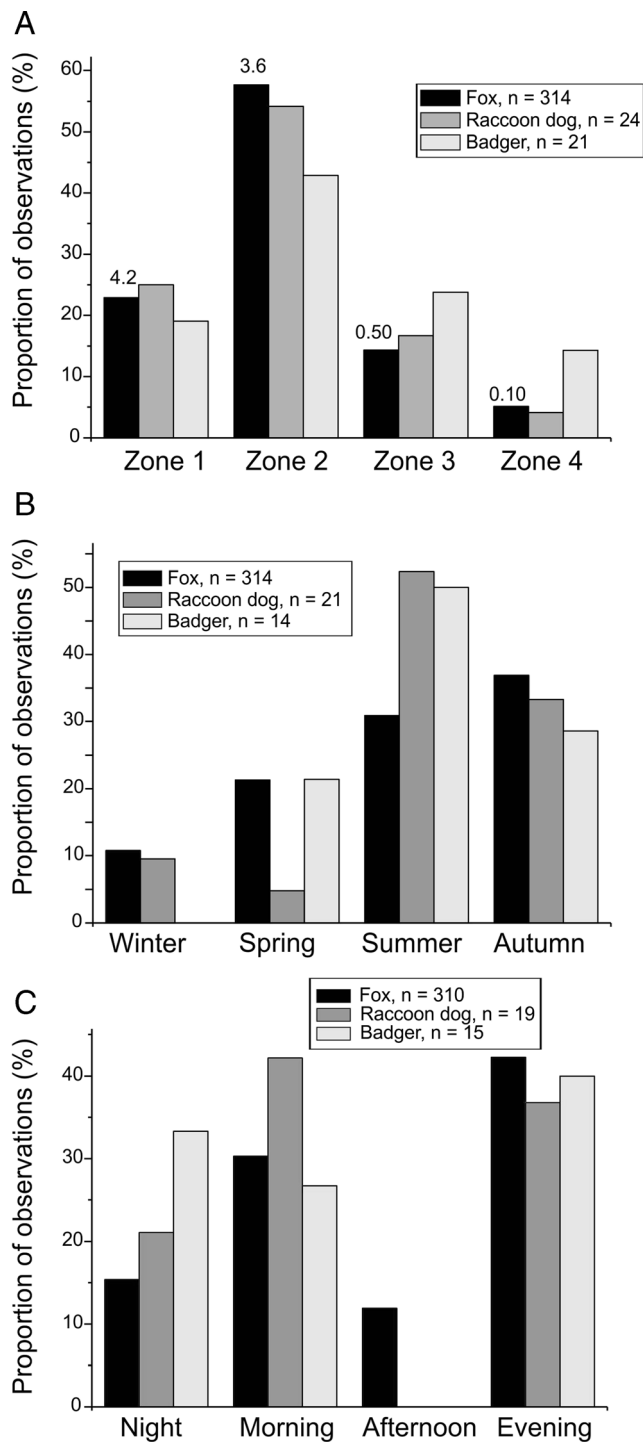 A
Proportion of observations (%)
60
50
40
30
20
10
0
4.2
3.6
0.50
0.10
Fox, n = 314
Raccoon dog, n = 24
Badger, n = 21
Zone 1 Zone 2 Zone 3 Zone 4
B
Proportion of observations (%)
50
40
30
20
10
0
Fox, n = 314
Raccoon dog, n = 21
Badger, n = 14
Winter Spring Summer Autumn
C
Proportion of observations (%)
40
30
20
10
0
Fox, n = 310
Raccoon dog, n = 19
Badger, n = 15
Night Morning Afternoon Evening